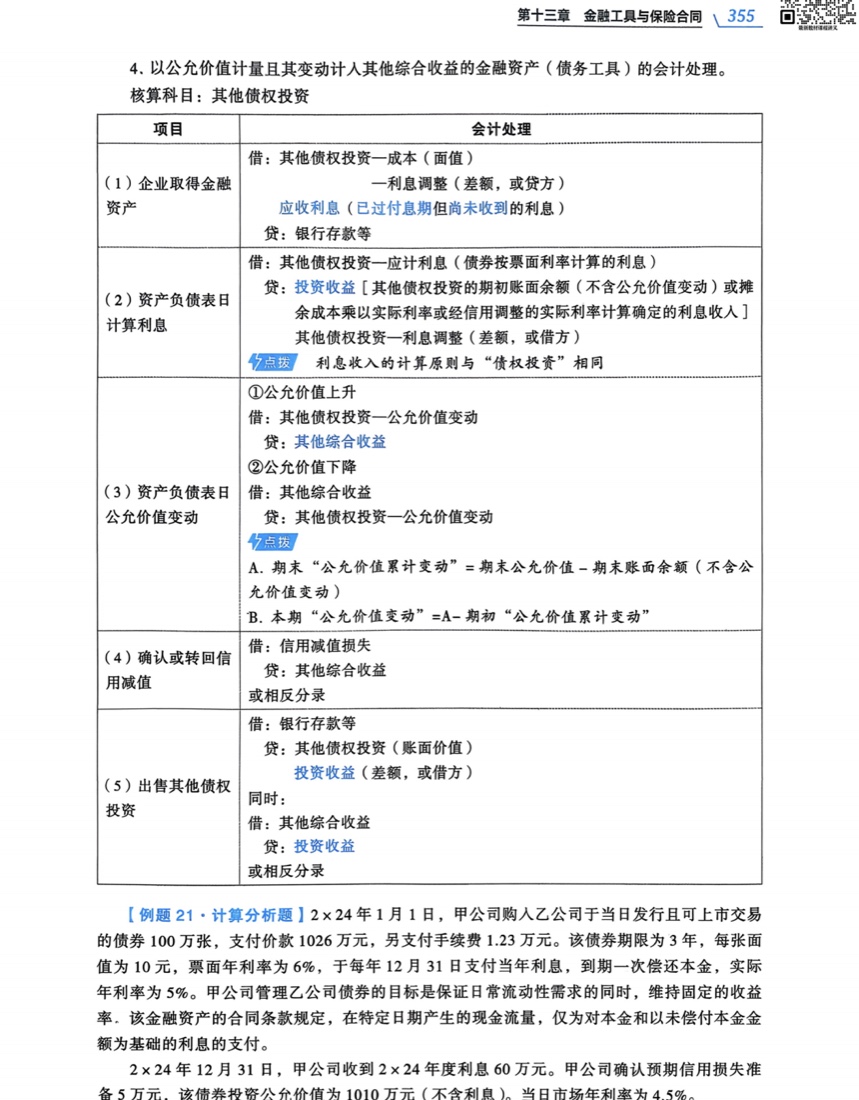 第十三章 金融工具与保险合同 355
4. 以公允价值计量且其变动计入其他综合收益的金融资产（债务工具）的会计处理。
核算科目：其他债权投资
项目 会计处理
（1）企业取得金融
资产
借：其他债权投资—成本（面值）
—利息调整（差额，或贷方）
应收利息（已过付息期但尚未收到的利息）
贷：银行存款等
（2）资产负债表日
计算利息
借：其他债权投资—应计利息（债券按票面利率计算的利息）
贷：投资收益［其他债权投资的期初账面余额（不含公允价值变动）或摊
余成本乘以实际利率或经信用调整的实际利率计算确定的利息收入］
其他债权投资—利息调整（差额，或借方）
点拨 利息收入的计算原则与“债权投资”相同
（3）资产负债表日
公允价值变动
①公允价值上升
借：其他债权投资—公允价值变动
贷：其他综合收益
②公允价值下降
借：其他综合收益
贷：其他债权投资—公允价值变动
点拨
A. 期末“公允价值累计变动”=期末公允价值－期末账面余额（不含公
允价值变动）
B. 本期“公允价值变动”=A－期初“公允价值累计变动”
（4）确认或转回信
用减值
借：信用减值损失
贷：其他综合收益
或相反分录
（5）出售其他债权
投资
借：银行存款等
贷：其他债权投资（账面价值）
投资收益（差额，或借方）
同时：
借：其他综合收益
贷：投资收益
或相反分录
【例题 21·计算分析题】2×24 年 1 月 1 日，甲公司购入乙公司于当日发行且可上市交易
的债券 100 万张，支付价款 1026 万元，另支付手续费 1.23 万元。该债券期限为 3 年，每张面
值为 10 元，票面年利率为 6%，于每年 12 月 31 日支付当年利息，到期一次偿还本金，实际
年利率为 5%。甲公司管理乙公司债券的目标是保证日常流动性需求的同时，维持固定的收益
率．该金融资产的合同条款规定，在特定日期产生的现金流量，仅为对本金和以未偿付本金金
额为基础的利息的支付。
2×24 年 12 月 31 日，甲公司收到 2×24 年度利息 60 万元。甲公司确认预期信用损失准
备 5 万元，该债券投资公允价值为 1010 万元（不含利息）。当日市场年利率为 4.5%。